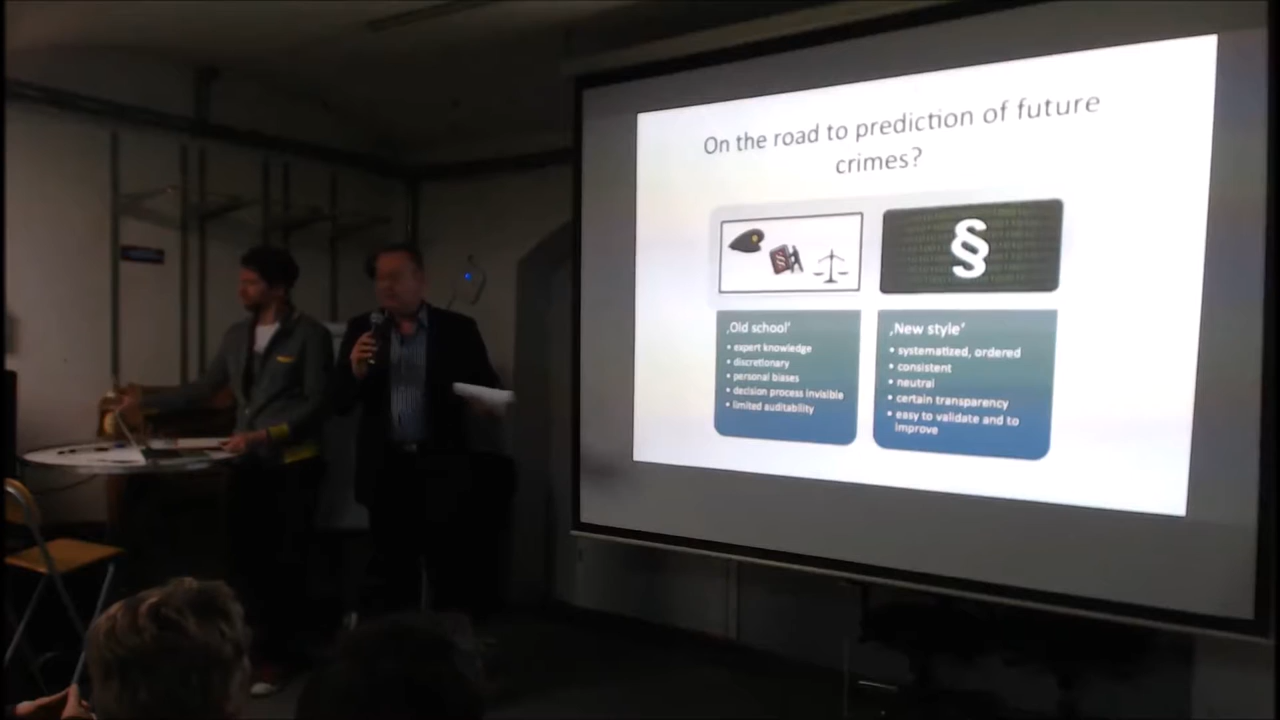 On the road to prediction of future
crimes?
§
§
‚Old school'
• expert knowledge
• discretionary
• personal biases
• decision process invisible
• limited auditability
‚New style'
• systematized, ordered
• consistent
• neutral
• certain transparency
• easy to validate and to
improve